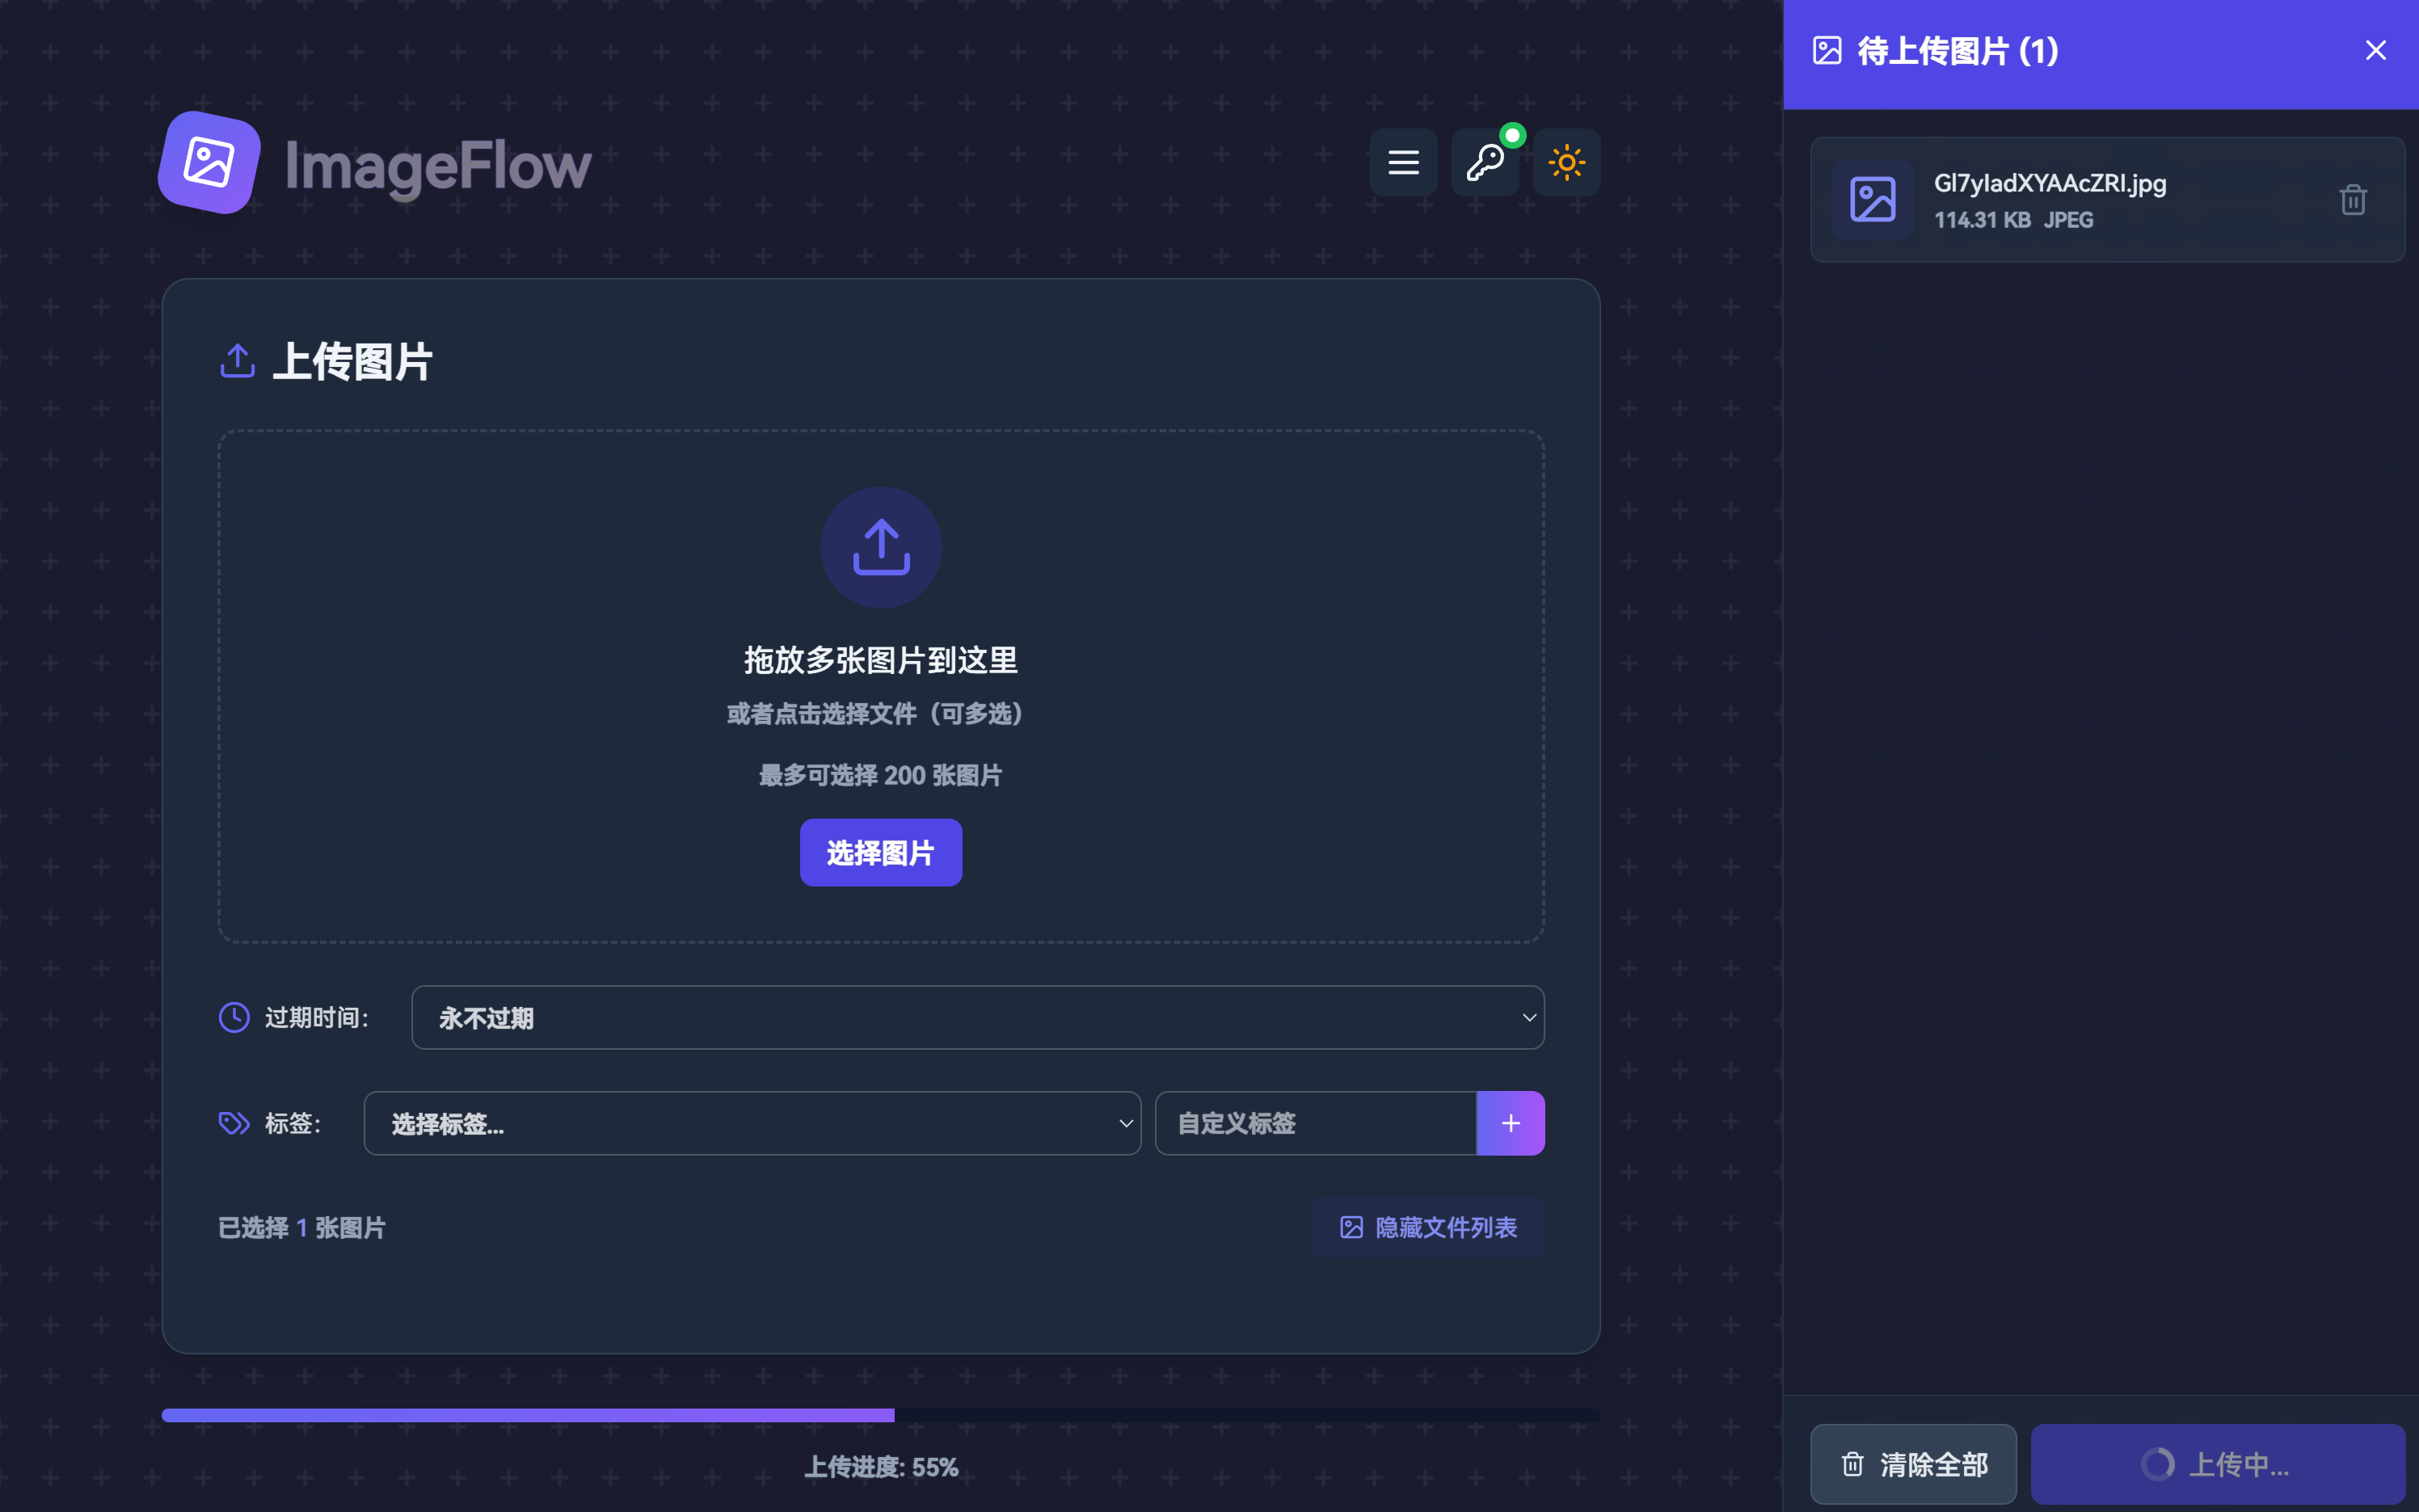 ImageFlow
上传图片
拖放多张图片到这里
或者点击选择文件（可多选）
最多可选择 200 张图片
选择图片
过期时间：
永不过期
标签：
选择标签...
自定义标签
+
已选择 1 张图片
隐藏文件列表
上传进度: 55%
待上传图片 (1)
Gl7yladXYAAcZRI.jpg
114.31 KB JPEG
清除全部
上传中...